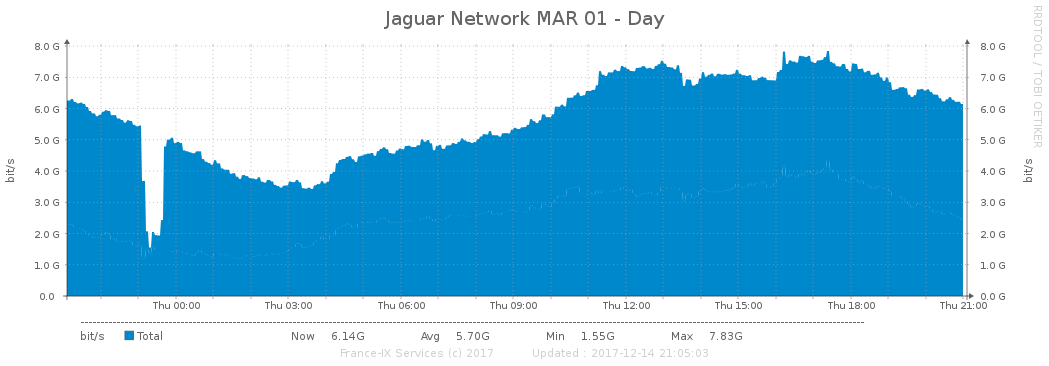 Jaguar Network MAR 01 - Day
RRDTOOL / TOBI OETIKER
bit/s
bit/s
8.0 G 8.0 G
7.0 G 7.0 G
6.0 G 6.0 G
5.0 G 5.0 G
4.0 G 4.0 G
3.0 G 3.0 G
2.0 G 2.0 G
1.0 G 1.0 G
0.0 0.0 G
Thu 00:00 Thu 03:00 Thu 06:00 Thu 09:00 Thu 12:00 Thu 15:00 Thu 18:00 Thu 21:00
bit/s Total Now 6.14G Avg 5.70G Min 1.55G Max 7.83G
France-IX Services (c) 2017 Updated : 2017-12-14 21:05:03